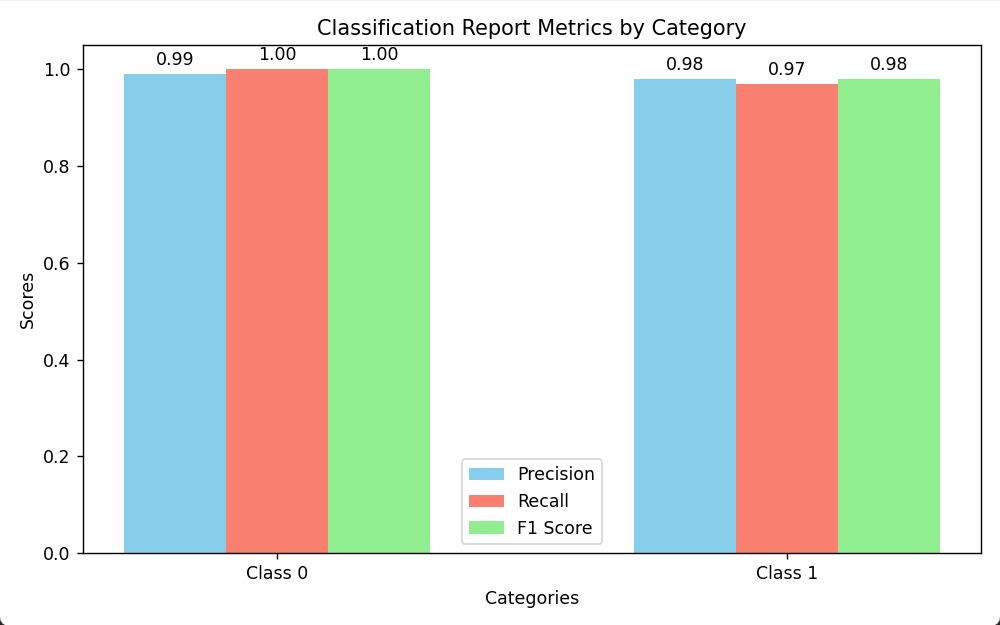 Classification Report Metrics by Category
0.99
1.00
1.00
0.98
0.97
0.98
1.0
0.8
0.6
0.4
0.2
0.0
Scores
Precision
Recall
F1 Score
Class 0
Class 1
Categories